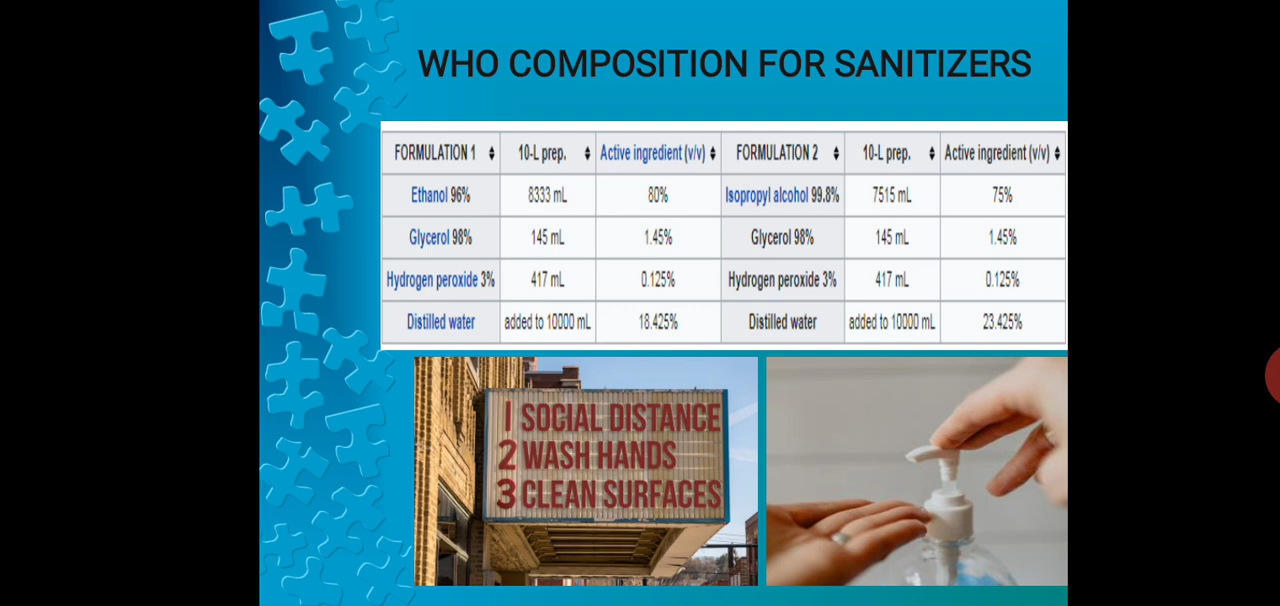 WHO COMPOSITION FOR SANITIZERS
FORMULATION 1 10-L prep. Active ingredient (v/v) FORMULATION 2 10-L prep. Active ingredient (v/v)
Ethanol 96% 8333 mL 80% Isopropyl alcohol 99.8% 7515 mL 75%
Glycerol 98% 145 mL 1.45% Glycerol 98% 145 mL 1.45%
Hydrogen peroxide 3% 417 mL 0.125% Hydrogen peroxide 3% 417 mL 0.125%
Distilled water added to 10000 mL 18.425% Distilled water added to 10000 mL 23.425%
1 SOCIAL DISTANCE
2 WASH HANDS
3 CLEAN SURFACES